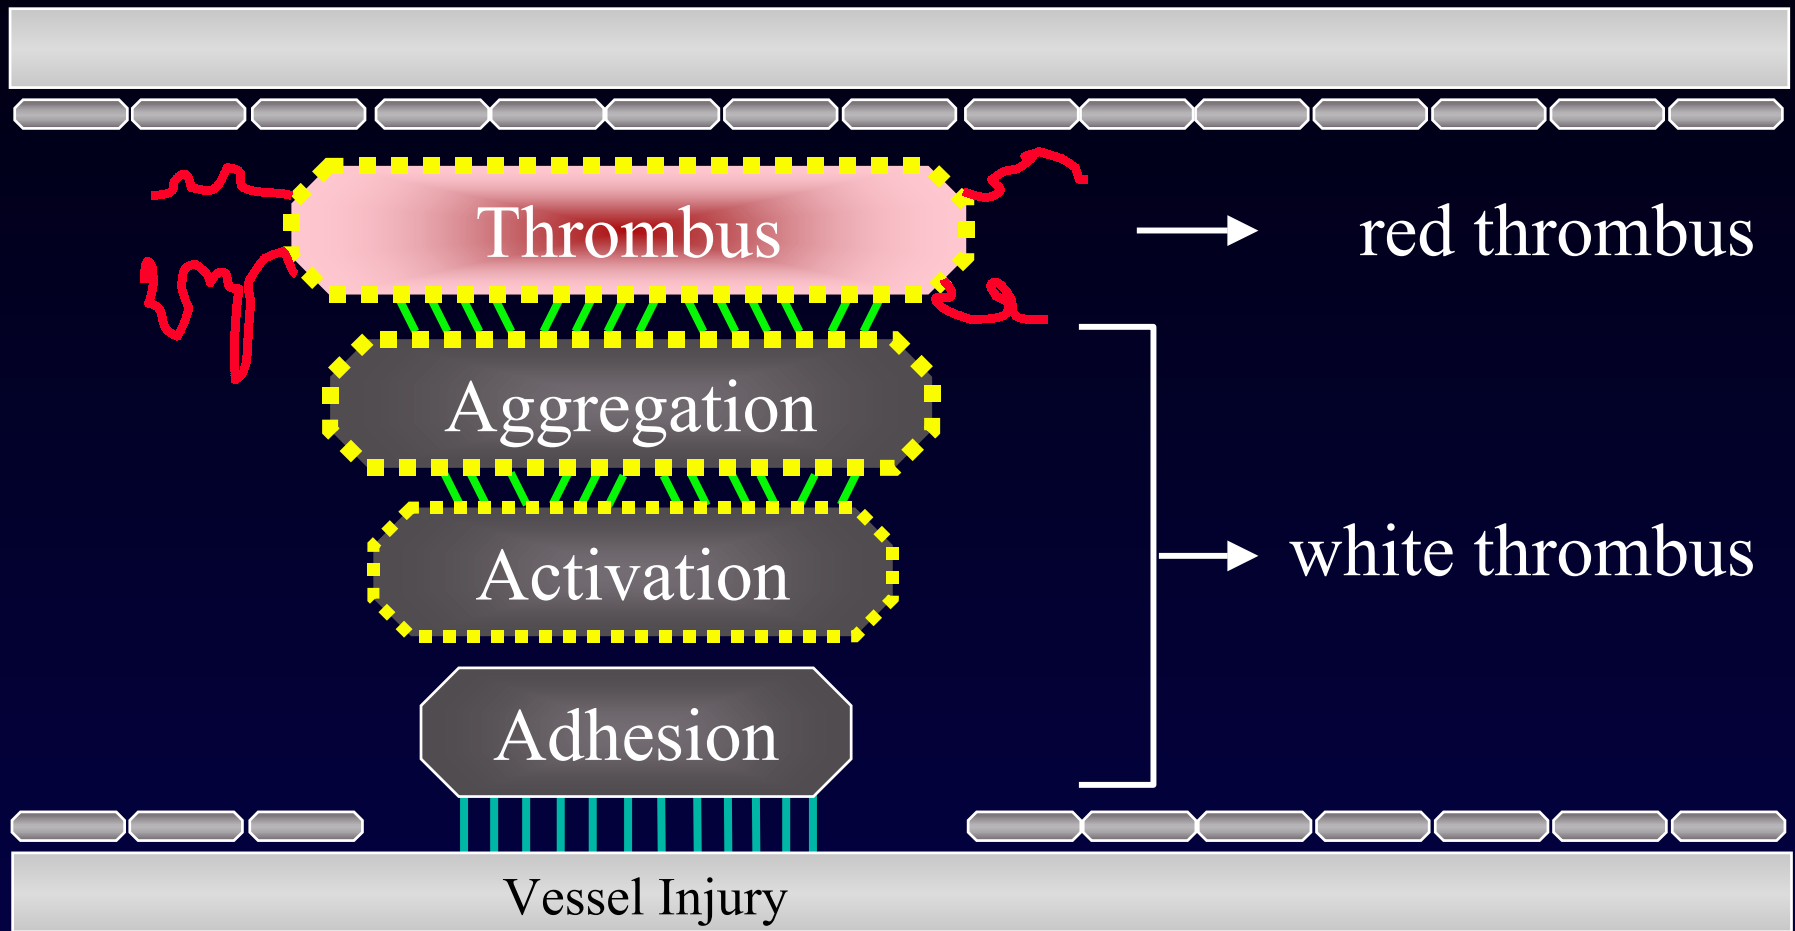 Thrombus
red thrombus
Aggregation
Activation
white thrombus
Adhesion
Vessel Injury